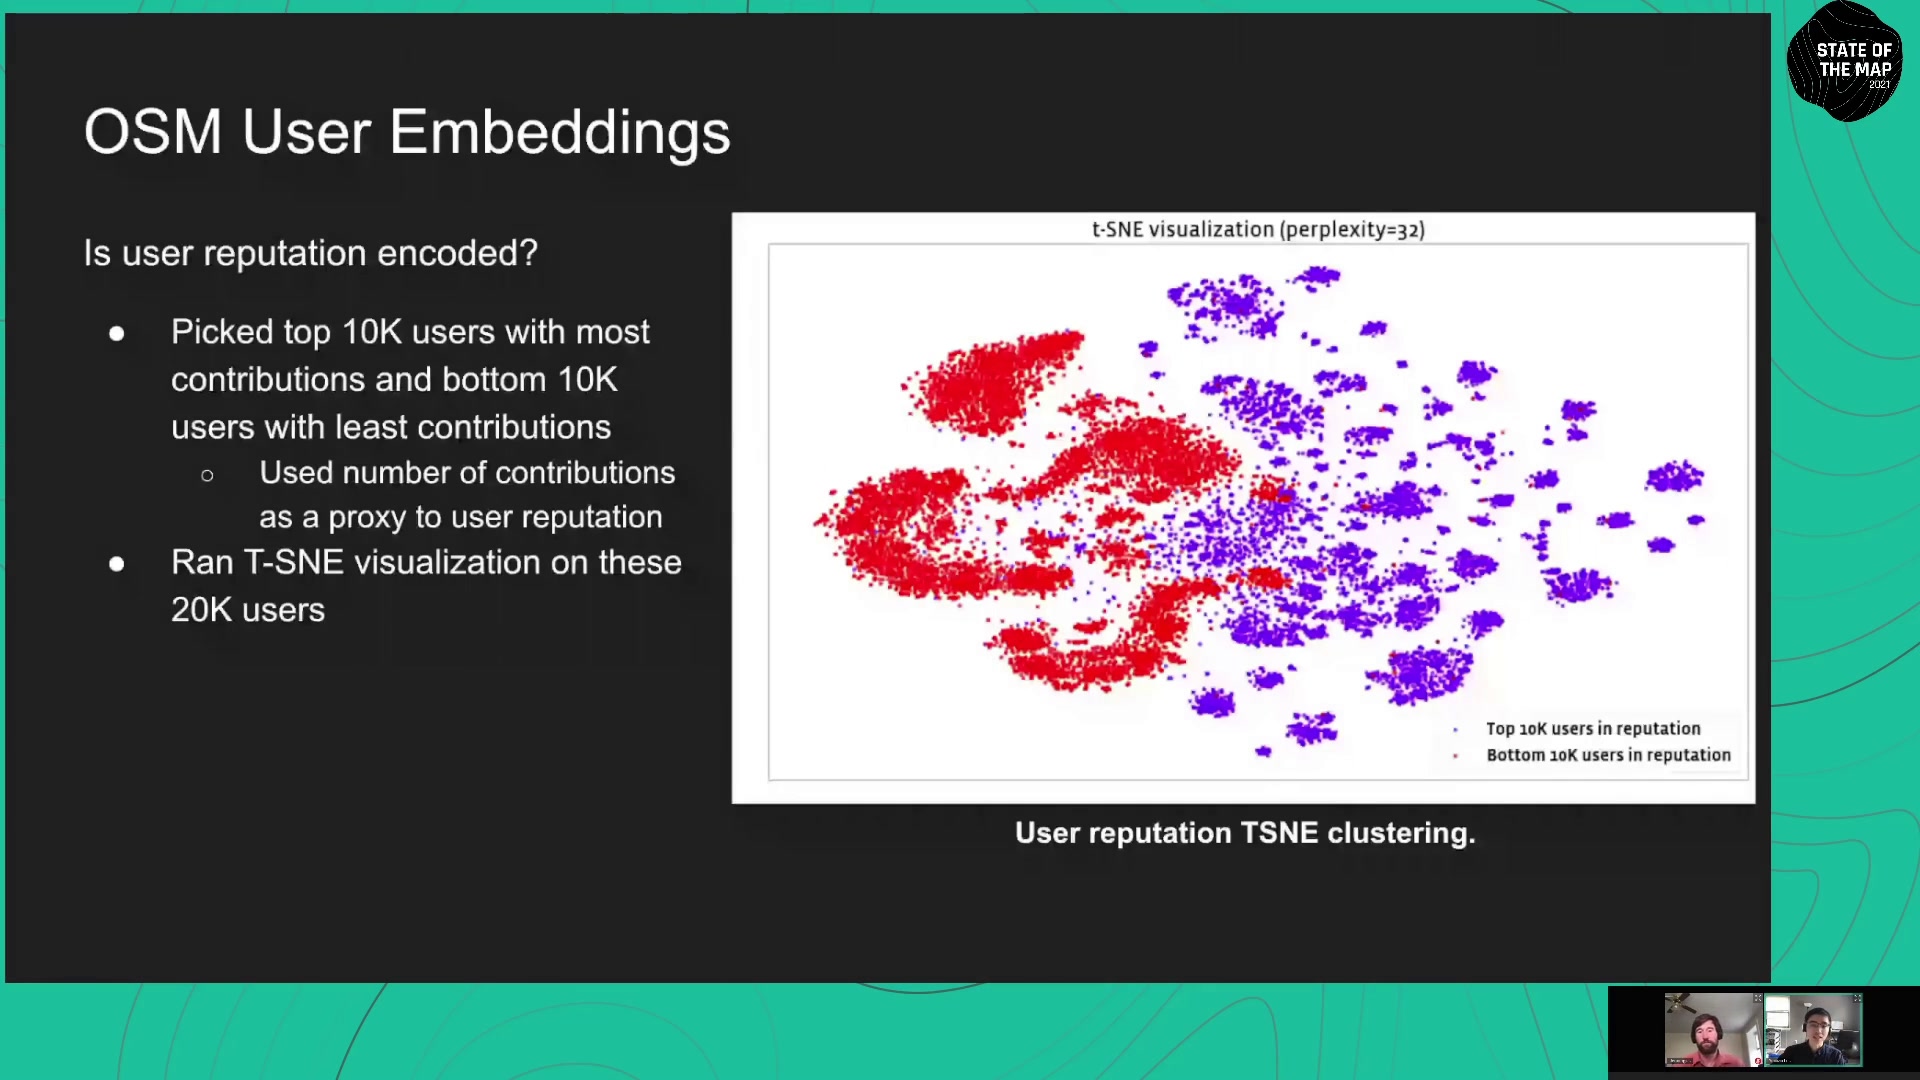 STATE OF
THE MAP
2021
OSM User Embeddings
Is user reputation encoded?
● Picked top 10K users with most
contributions and bottom 10K
users with least contributions
○ Used number of contributions
as a proxy to user reputation
● Ran T-SNE visualization on these
20K users
t-SNE visualization (perplexity=32)
Top 10K users in reputation
Bottom 10K users in reputation
User reputation TSNE clustering.